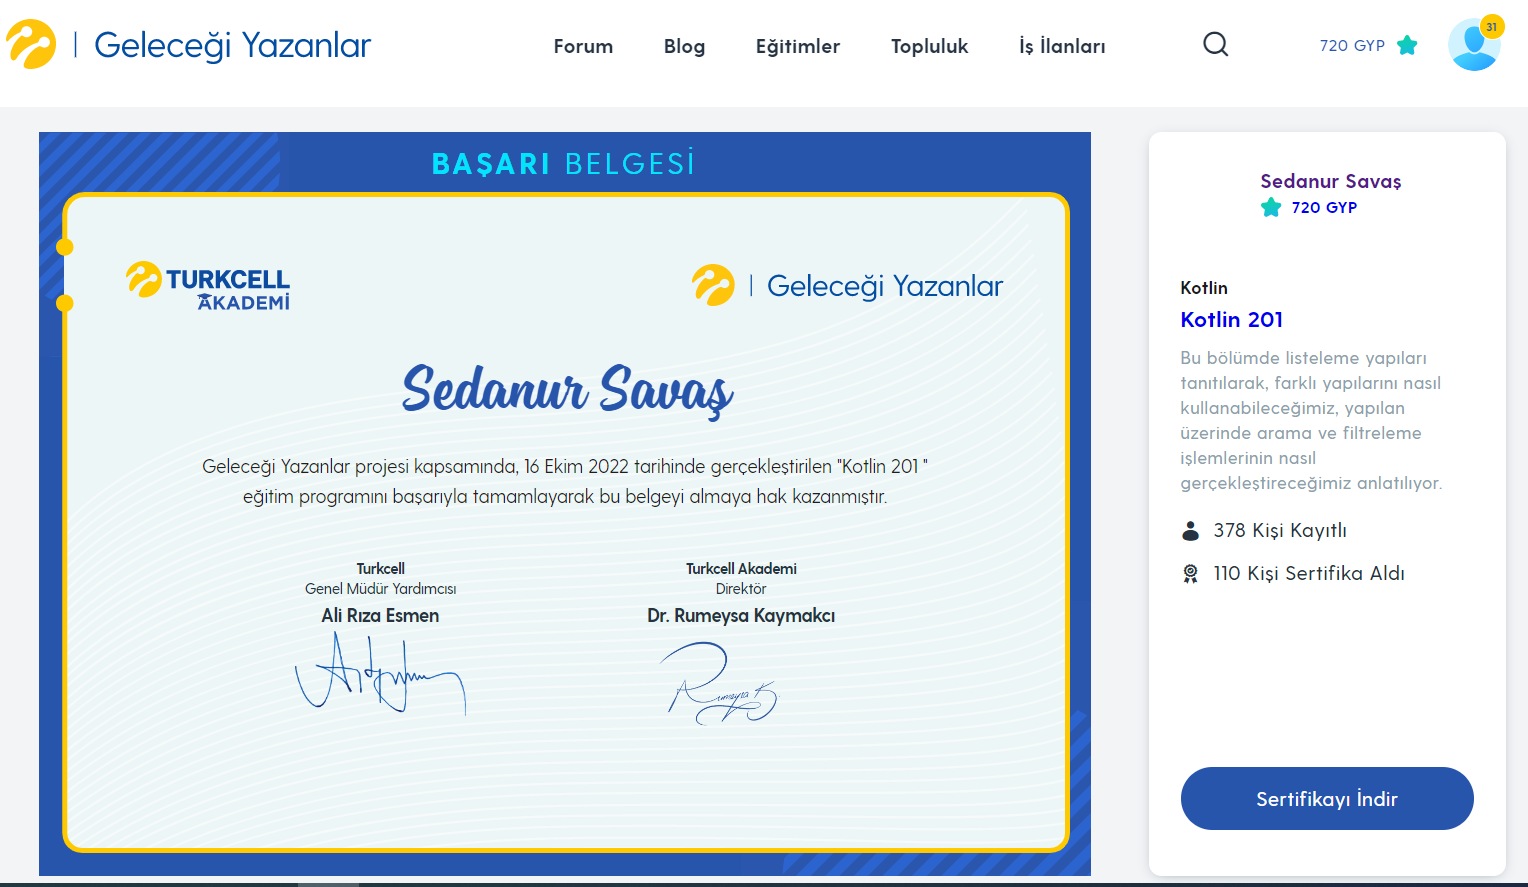 Geleceği Yazanlar
Forum
Blog
Eğitimler
Topluluk
İş İlanları
720 GYP
31
BAŞARI BELGESİ
TURKCELL
AKADEMİ
Geleceği Yazanlar
Sedanur Savaş
Geleceği Yazanlar projesi kapsamında, 16 Ekim 2022 tarihinde gerçekleştirilen "Kotlin 201 "
eğitim programını başarıyla tamamlayarak bu belgeyi almaya hak kazanmıştır.
Turkcell
Genel Müdür Yardımcısı
Ali Rıza Esmen
Turkcell Akademi
Direktör
Dr. Rumeysa Kaymakcı
Rumeysa K
Sedanur Savaş
720 GYP
Kotlin
Kotlin 201
Bu bölümde listeleme yapıları
tanıtılarak, farklı yapılarını nasıl
kullanabileceğimiz, yapılan
üzerinde arama ve filtreleme
işlemlerinin nasıl
gerçekleştireceğimiz anlatılıyor.
378 Kişi Kayıtlı
110 Kişi Sertifika Aldı
Sertifikayı İndir